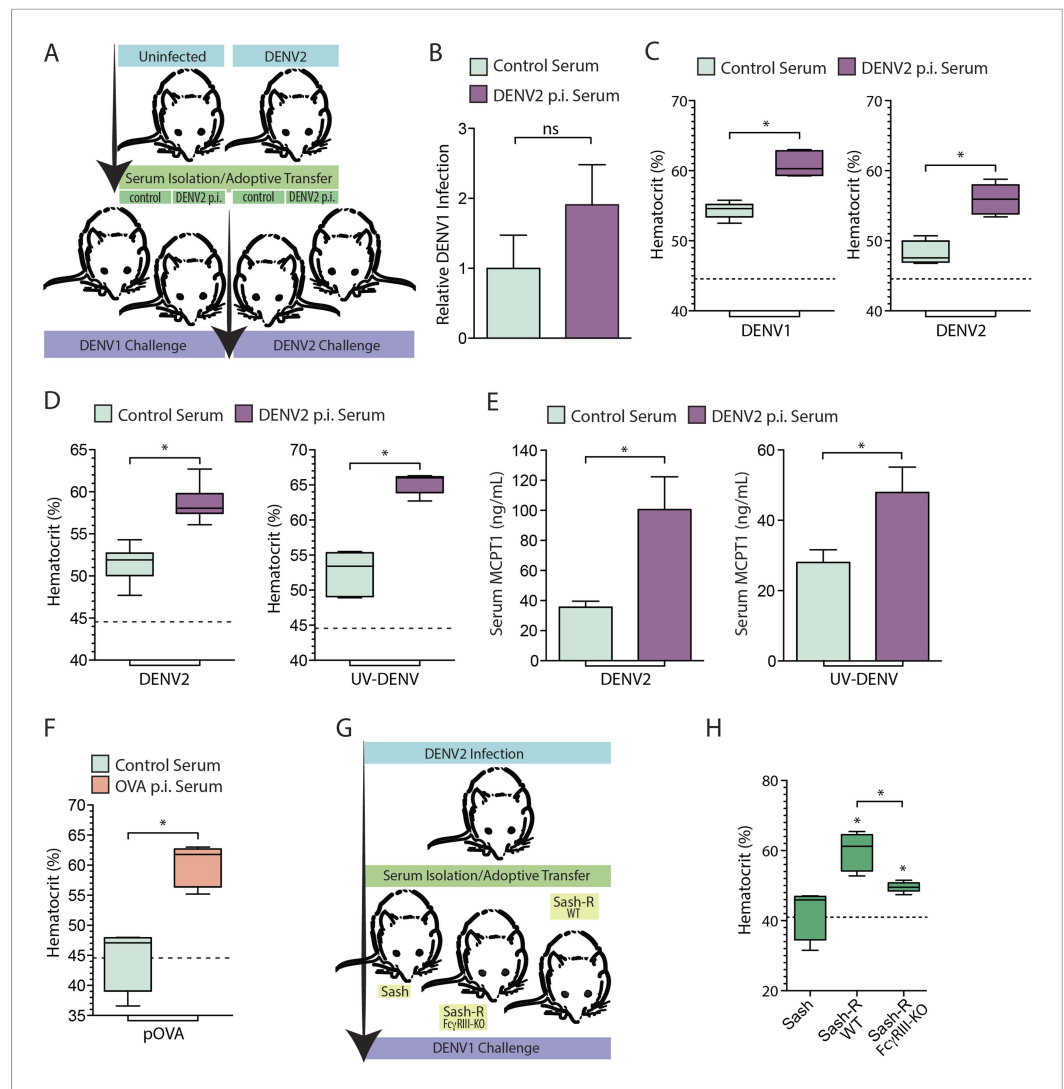 A
Uninfected
DENV2
Serum Isolation/Adoptive Transfer
control
DENV2 p.i.
control
DENV2 p.i.
DENV1 Challenge
DENV2 Challenge
B
Control Serum
DENV2 p.i. Serum
Relative DENV1 Infection
3
2
1
0
ns
C
Control Serum
DENV2 p.i. Serum
Hematocrit (%)
70
60
50
40
*
DENV1
Hematocrit (%)
70
60
50
40
*
DENV2
D
Control Serum
DENV2 p.i. Serum
Hematocrit (%)
65
60
55
50
45
40
*
DENV2
Hematocrit (%)
70
65
60
55
50
45
40
*
UV-DENV
E
Control Serum
DENV2 p.i. Serum
Serum MCPT1 (ng/mL)
140
120
100
80
60
40
20
0
*
DENV2
Serum MCPT1 (ng/mL)
60
40
20
0
*
UV-DENV
F
Control Serum
OVA p.i. Serum
Hematocrit (%)
70
65
60
55
50
45
40
35
*
pOVA
G
DENV2 Infection
Serum Isolation/Adoptive Transfer
Sash-R
WT
Sash
Sash-R
FcγRIII-KO
DENV1 Challenge
H
Hematocrit (%)
80
60
40
20
*
*
*
Sash
Sash-R
WT
Sash-R
FcγRIII-KO